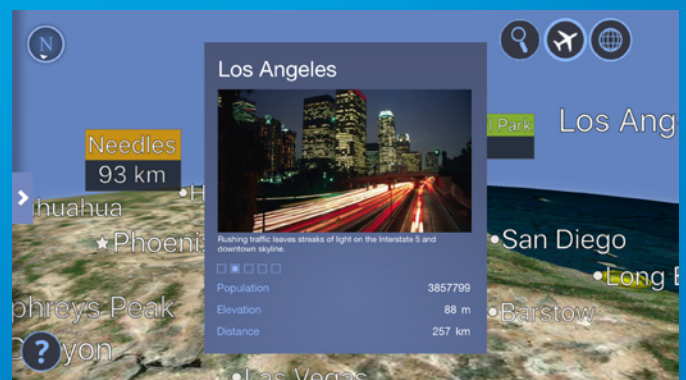 N
Los Angeles
Park
Los Ang
Needles
93 km
huahua
Phoeni
San Diego
Rushing traffic leaves streaks of light on the Interstate 5 and
downtown skyline.
Long
Population 3857799
phreys Peak
Elevation 88 m
Barstow
Distance 257 km
?
yon
Las Vegas